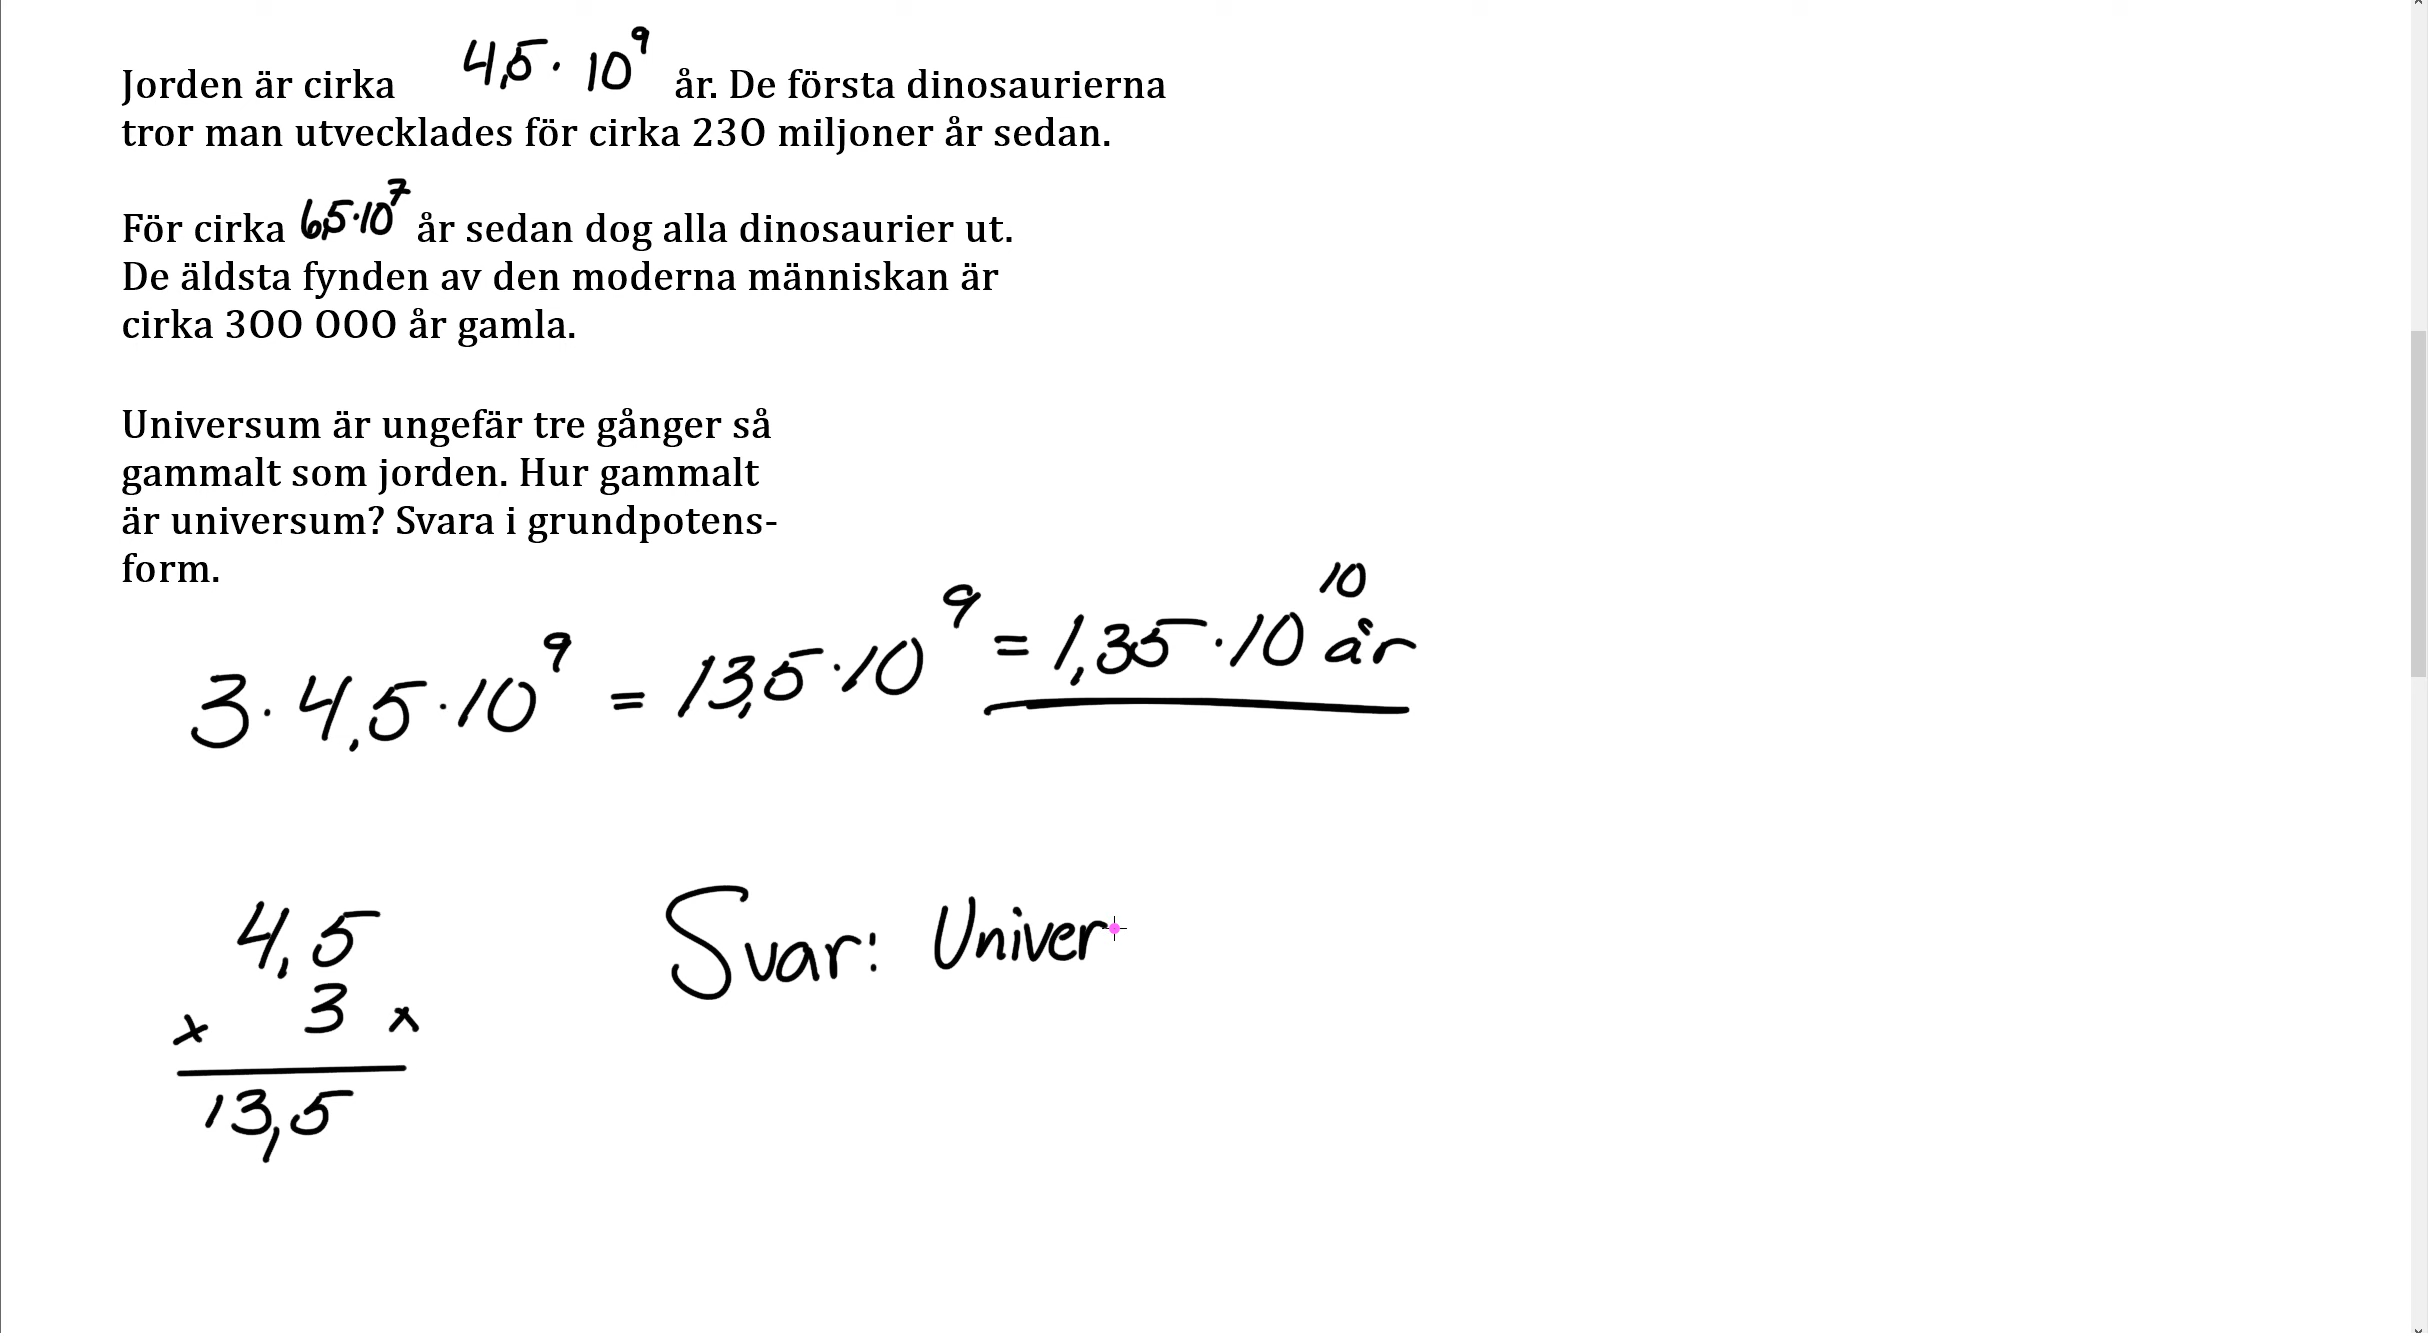 Jorden är cirka 4,5 · 10⁹ år. De första dinosaurierna
tror man utvecklades för cirka 230 miljoner år sedan.
För cirka 6,5·10⁷ år sedan dog alla dinosaurier ut.
De äldsta fynden av den moderna människan är
cirka 300 000 år gamla.
Universum är ungefär tre gånger så
gammalt som jorden. Hur gammalt
är universum? Svara i grundpotens-
form.
3 · 4,5 · 10⁹ = 13,5 · 10⁹ = 1,35 · 10¹⁰ år
4,5
x 3 x
13,5
Svar: Univer